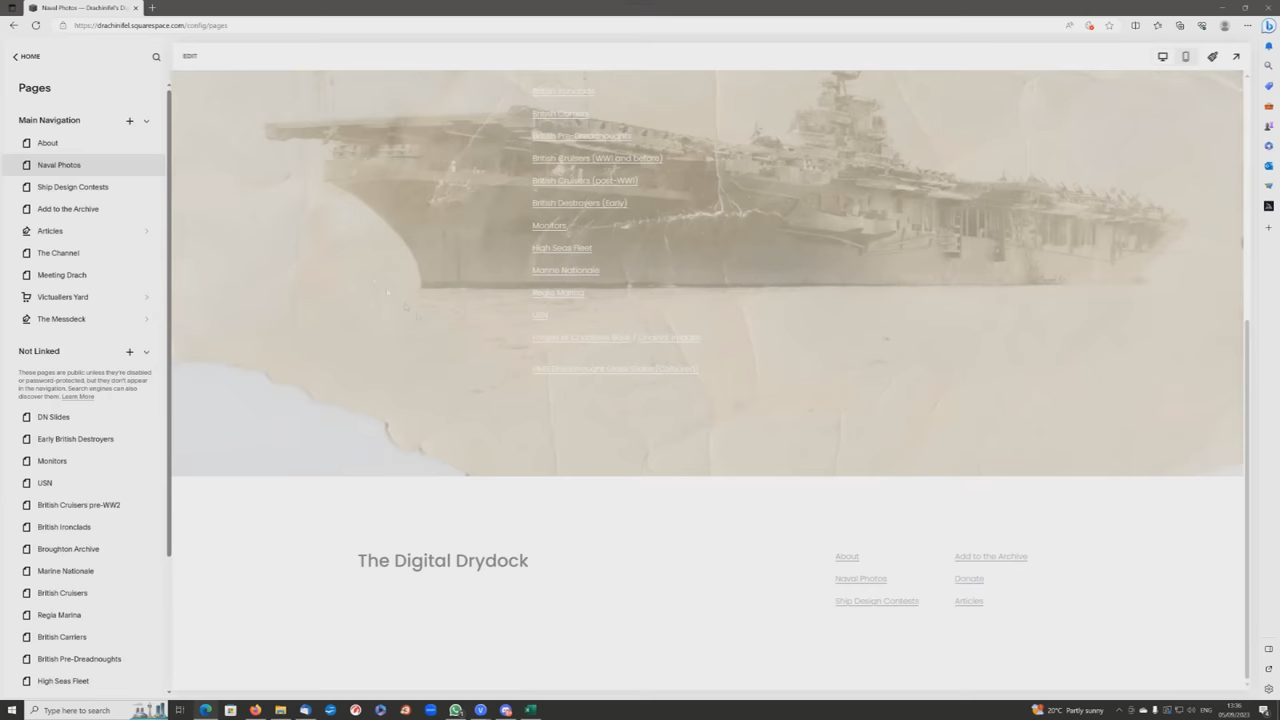 Naval Photos — Drachinifel's Di
https://drachinifel.squarespace.com/config/pages
HOME
EDIT
Pages
Main Navigation
About
Naval Photos
Ship Design Contests
Add to the Archive
Articles
The Channel
Meeting Drach
Victuallers Yard
The Messdeck
Not Linked
These pages are public unless they're disabled
or password-protected, but they don't appear
in the navigation. Search engines can also
discover them. Learn More
DN Slides
Early British Destroyers
Monitors
USN
British Cruisers pre-WW2
British Ironclads
Broughton Archive
Marine Nationale
British Cruisers
Regia Marina
British Carriers
British Pre-Dreadnoughts
High Seas Fleet
British Carriers
British Pre-Dreadnoughts
British Cruisers (WW1 and before)
British Cruisers (post-WW1)
British Destroyers (Early)
Monitors
High Seas Fleet
Marine Nationale
Regia Marina
USN
The Digital Drydock
About
Add to the Archive
Naval Photos
Donate
Ship Design Contests
Articles
Type here to search
20°C Partly sunny
ENG
13:36
05/09/2023